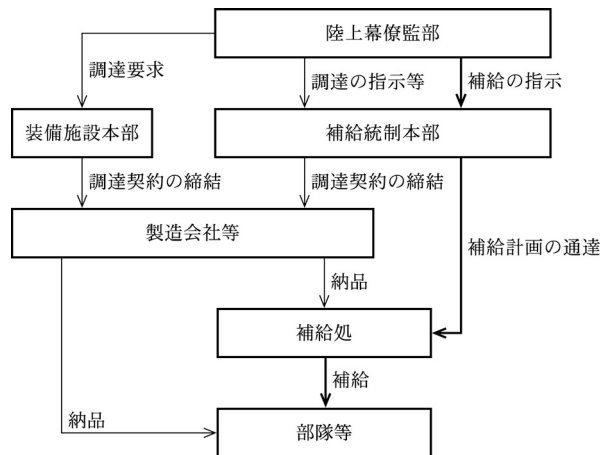 陸上幕僚監部
調達要求
調達の指示等
補給の指示
装備施設本部
補給統制本部
調達契約の締結
調達契約の締結
製造会社等
補給計画の通達
納品
補給処
補給
納品
部隊等